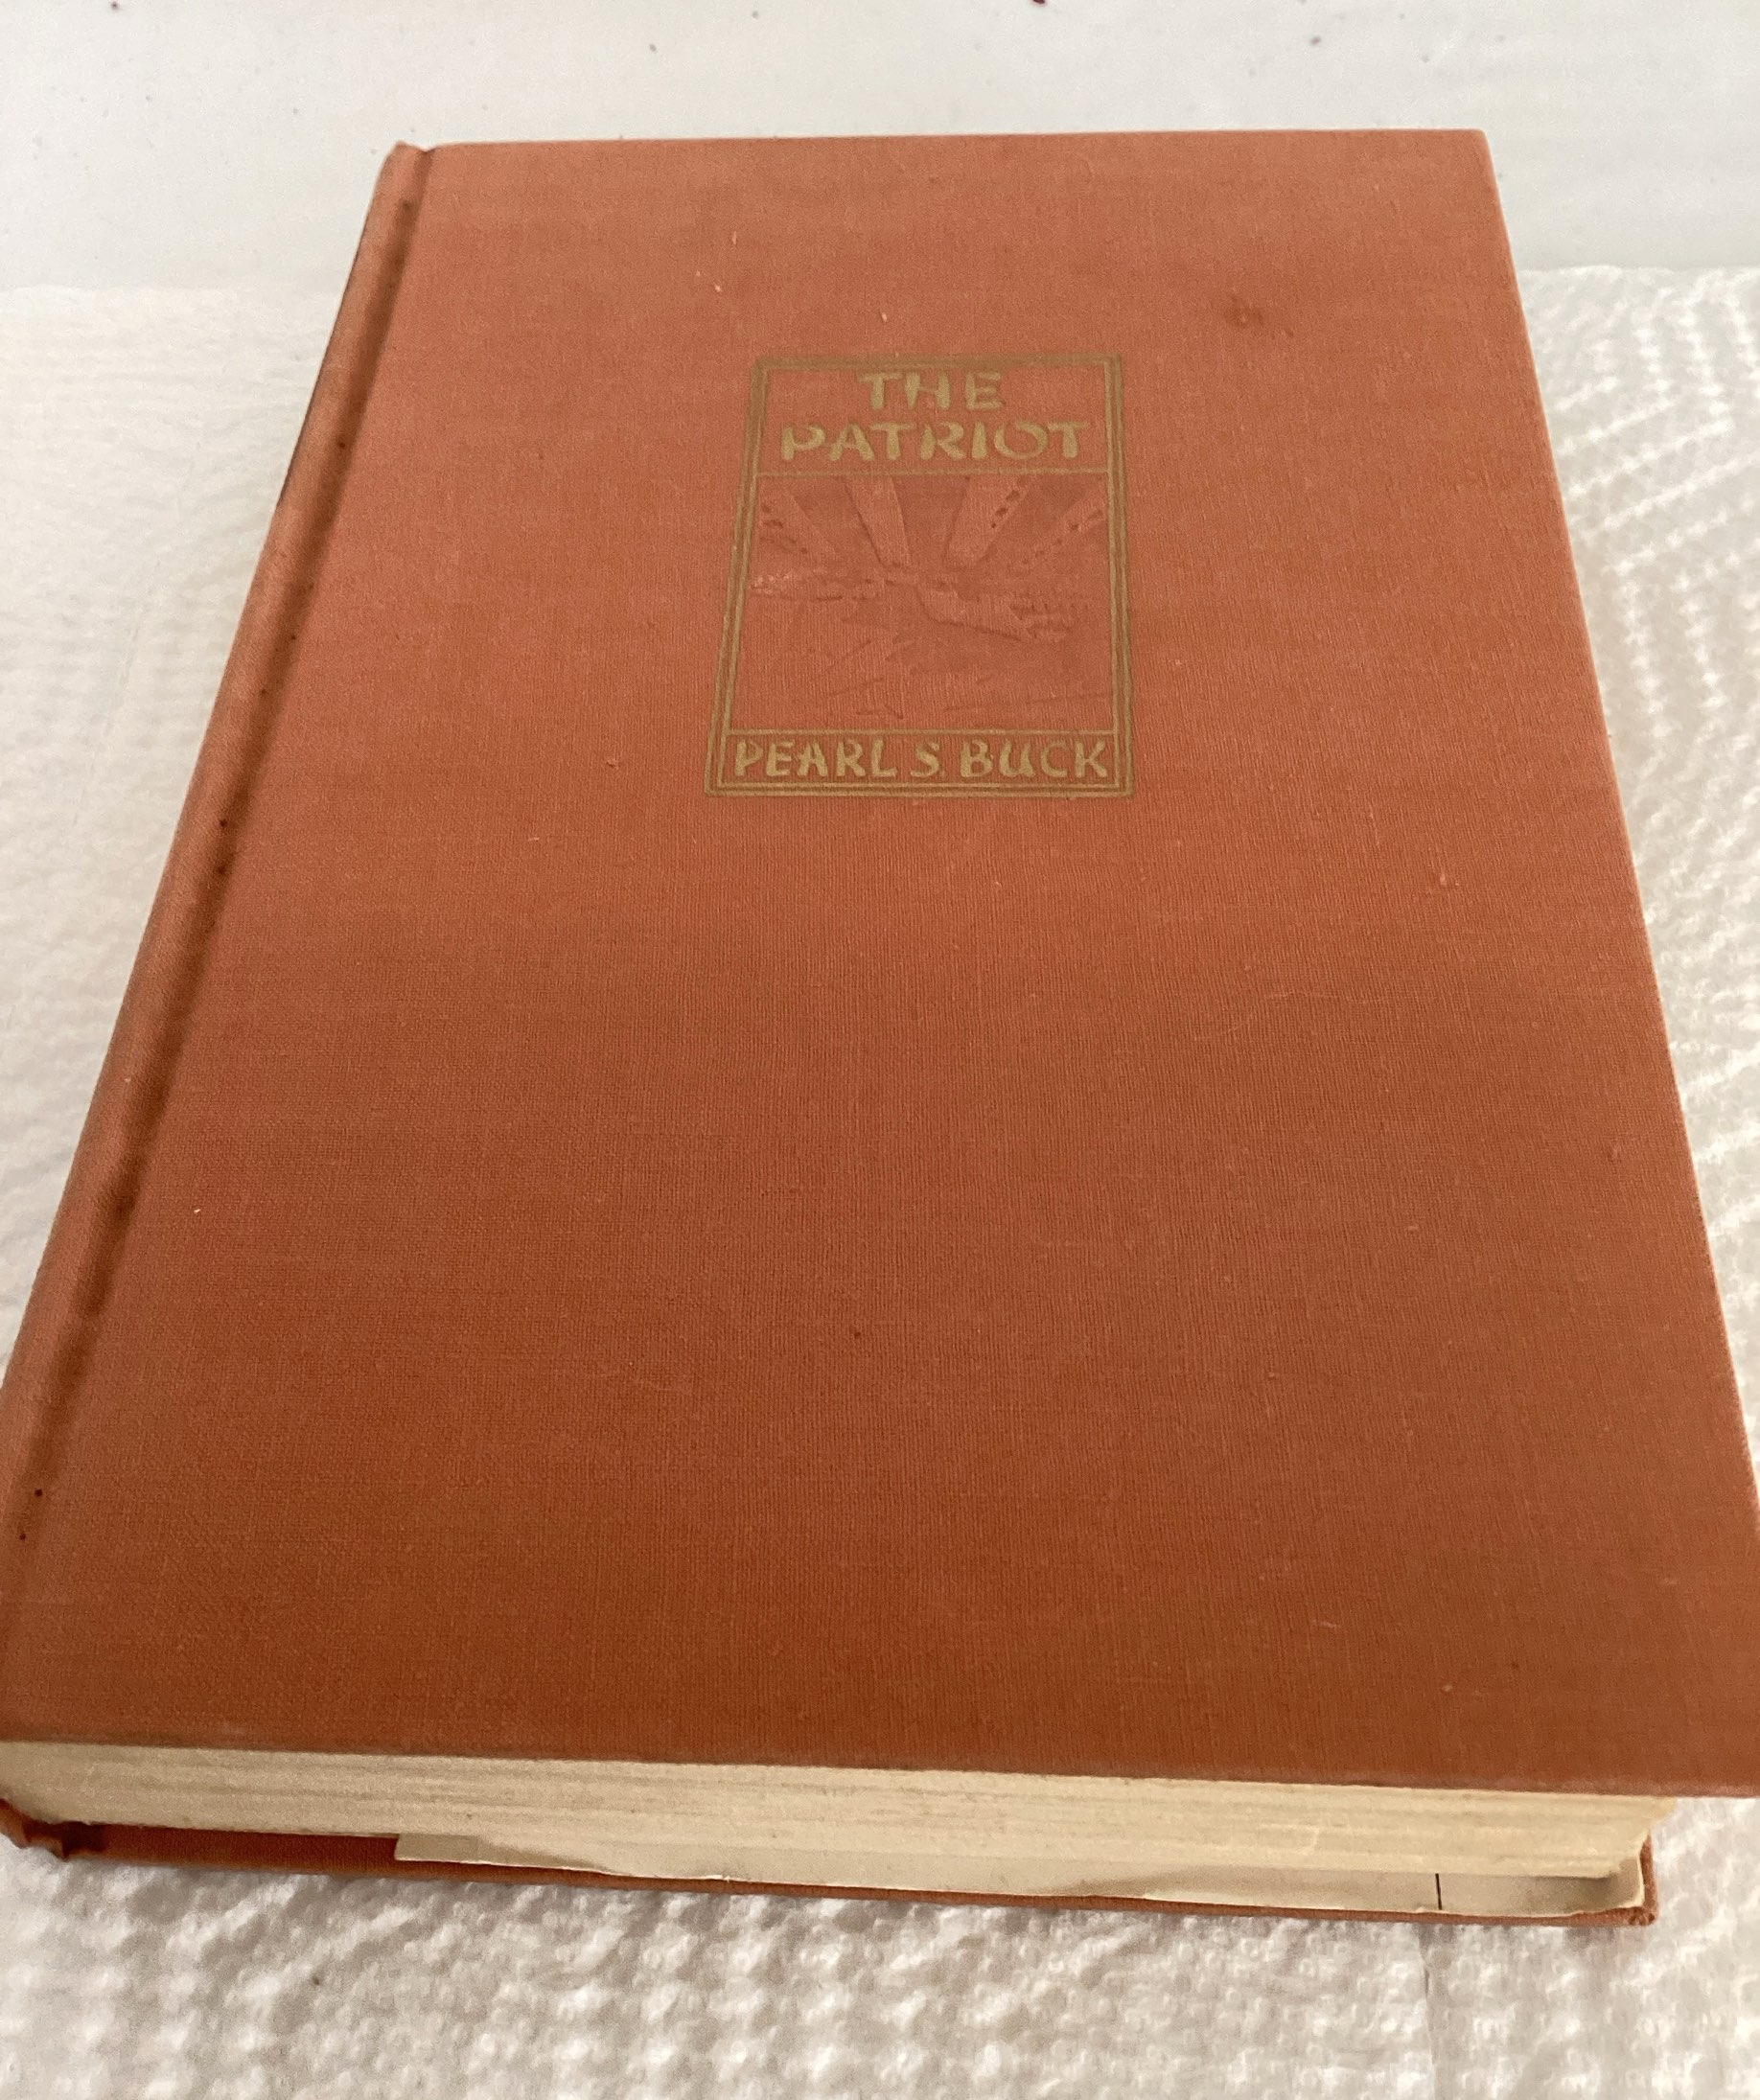 THE
PATRIOT
PEARL S. BUCK